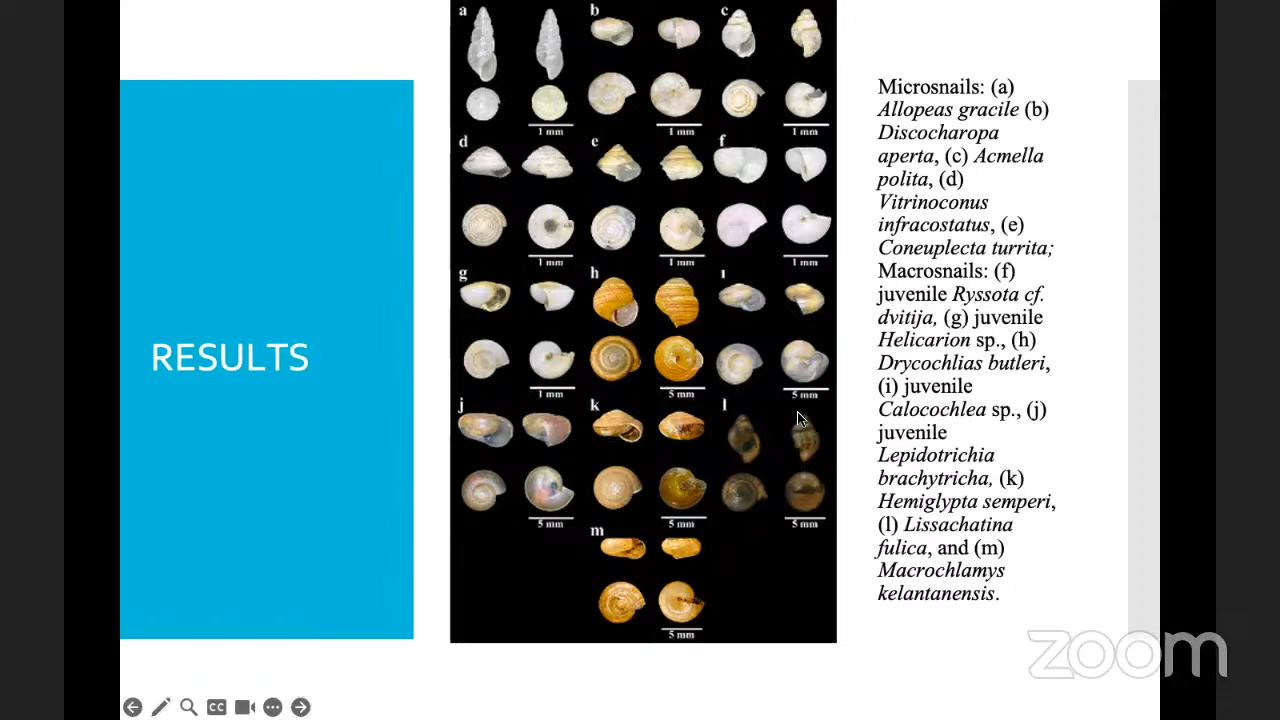 RESULTS
a
b
c
1 mm
1 mm
1 mm
d
e
f
1 mm
1 mm
1 mm
g
h
i
1 mm
5 mm
5 mm
j
k
l
5 mm
5 mm
5 mm
m
5 mm
Microsnails: (a)
Allopeas gracile (b)
Discocharopa
aperta, (c) Acmella
polita, (d)
Vitrinoconus
infracostatus, (e)
Coneuplecta turrita;
Macrosnails: (f)
juvenile Ryssota cf.
dvitija, (g) juvenile
Helicarion sp., (h)
Drycochlias butleri,
(i) juvenile
Calocochlea sp., (j)
juvenile
Lepidotrichia
brachytricha, (k)
Hemiglypta semperi,
(l) Lissachatina
fulica, and (m)
Macrochlamys
kelantanensis.
zoom
CC